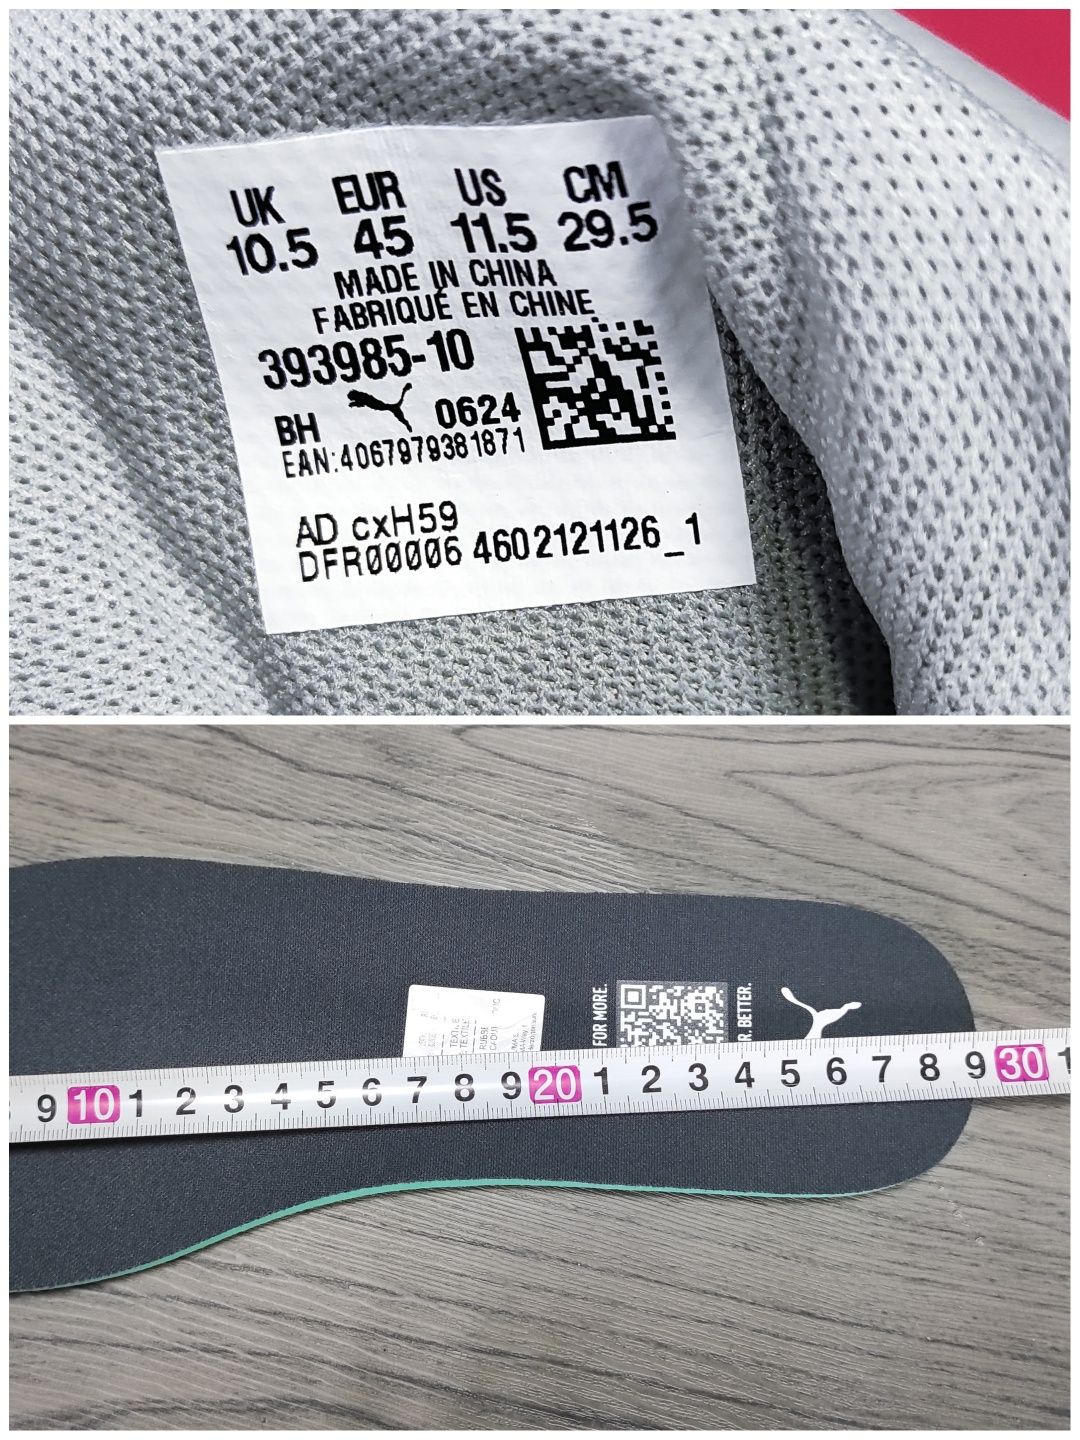 UK EUR US CM
10.5 45 11.5 29.5
MADE IN CHINA
FABRIQUÉ EN CHINE
393985-10
BH 0624
EAN:4067979381871
AD cxH59
DFR00006 4602121126_1
FOR MORE.
R. BETTER.
TEXTILE
TEXTILE
9 10 1 2 3 4 5 6 7 8 9 20 1 2 3 4 5 6 7 8 9 30 1